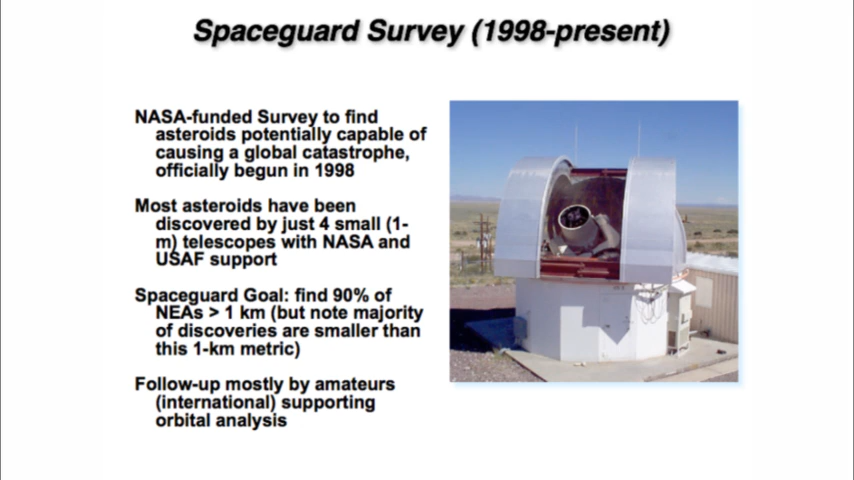 Spaceguard Survey (1998-present)
NASA-funded Survey to find
asteroids potentially capable of
causing a global catastrophe,
officially begun in 1998
Most asteroids have been
discovered by just 4 small (1-
m) telescopes with NASA and
USAF support
Spaceguard Goal: find 90% of
NEAs > 1 km (but note majority
of discoveries are smaller than
this 1-km metric)
Follow-up mostly by amateurs
(international) supporting
orbital analysis